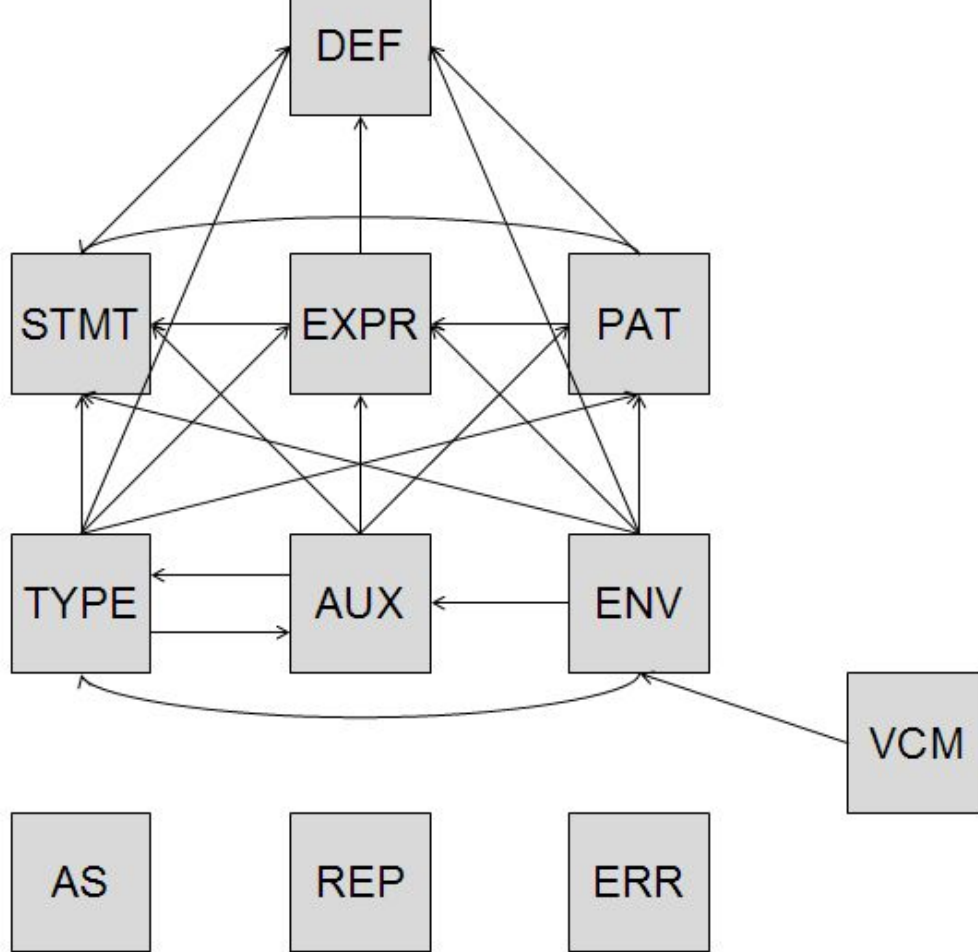 DEF
STMT
EXPR
PAT
TYPE
AUX
ENV
VCM
AS
REP
ERR